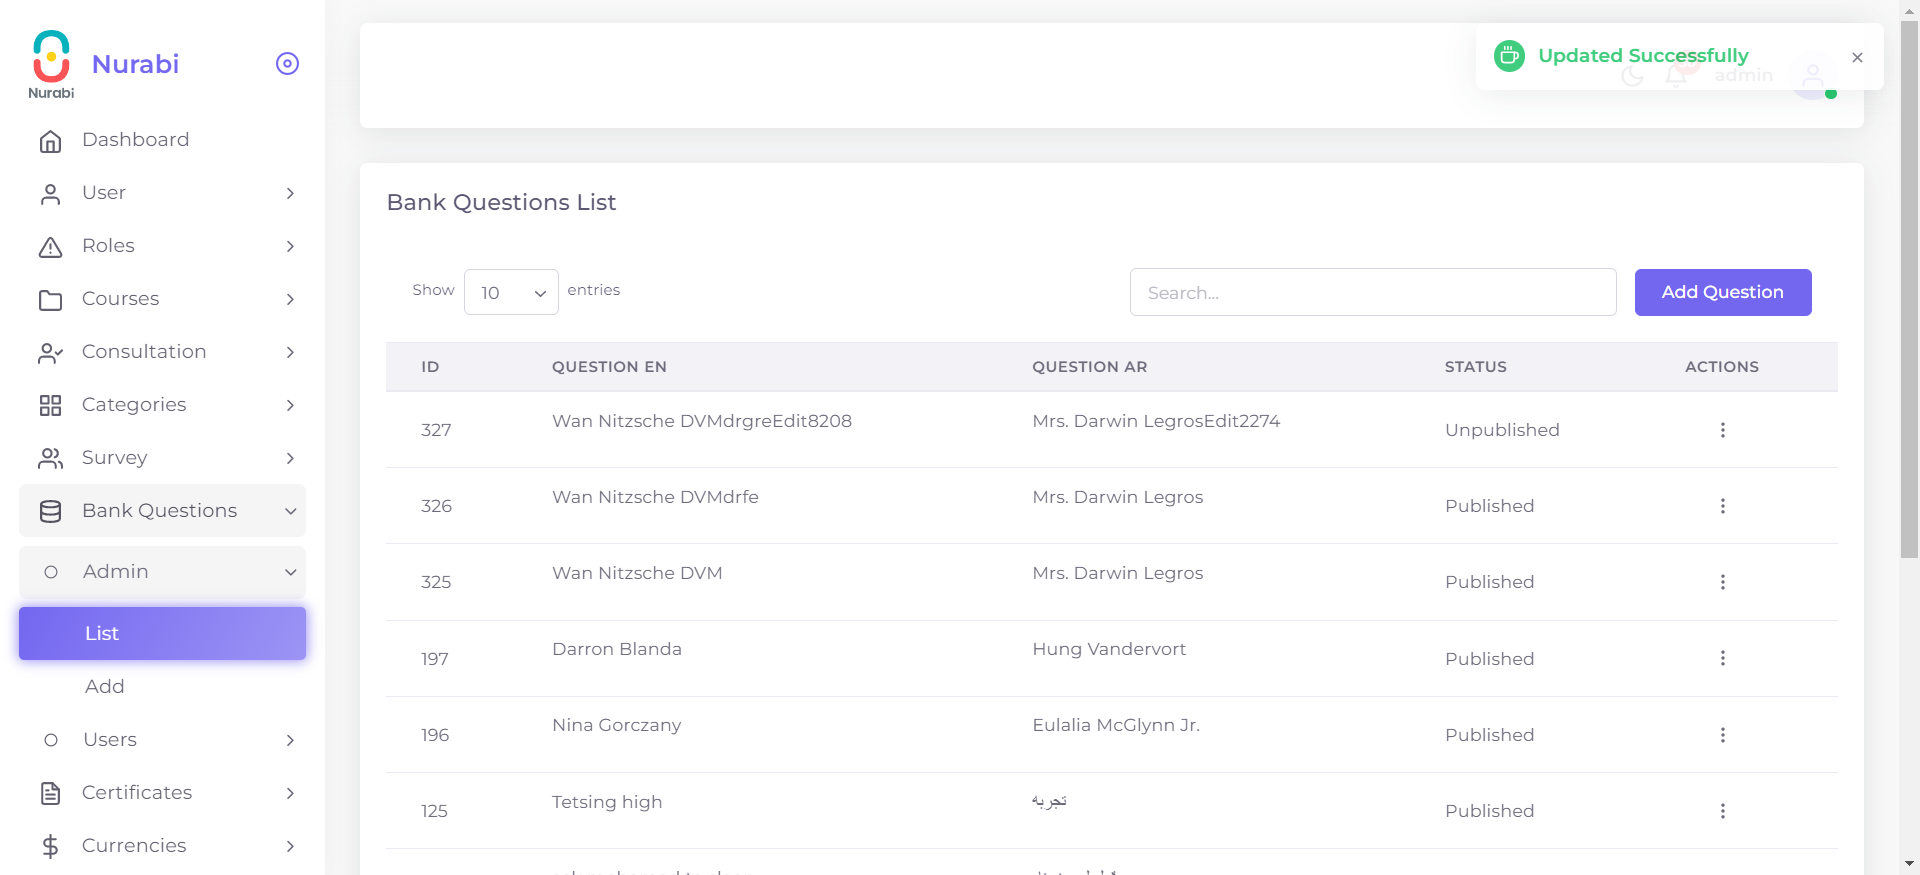 Nurabi
Nurabi
Dashboard
User
Roles
Courses
Consultation
Categories
Survey
Bank Questions
Admin
List
Add
Users
Certificates
Currencies
Updated Successfully
admin
Bank Questions List
Show 10 entries
Search...
Add Question
ID QUESTION EN QUESTION AR STATUS ACTIONS
327 Wan Nitzsche DVMdrgreEdit8208 Mrs. Darwin LegrosEdit2274 Unpublished
326 Wan Nitzsche DVMdrfe Mrs. Darwin Legros Published
325 Wan Nitzsche DVM Mrs. Darwin Legros Published
197 Darron Blanda Hung Vandervort Published
196 Nina Gorczany Eulalia McGlynn Jr. Published
125 Tetsing high تجربه Published